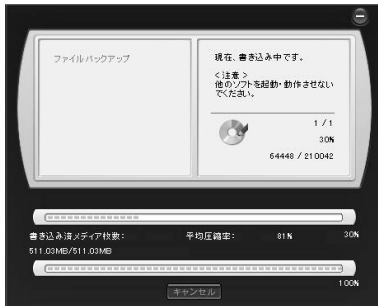 ファイルバックアップ
現在、書き込み中です。
<注意>
他のソフトを起動・動作させない
でください。
1 / 1
30%
64448 / 210042
30%
書き込み済メディア枚数: 平均圧縮率: 81%
511.03MB/511.03MB
100%
キャンセル